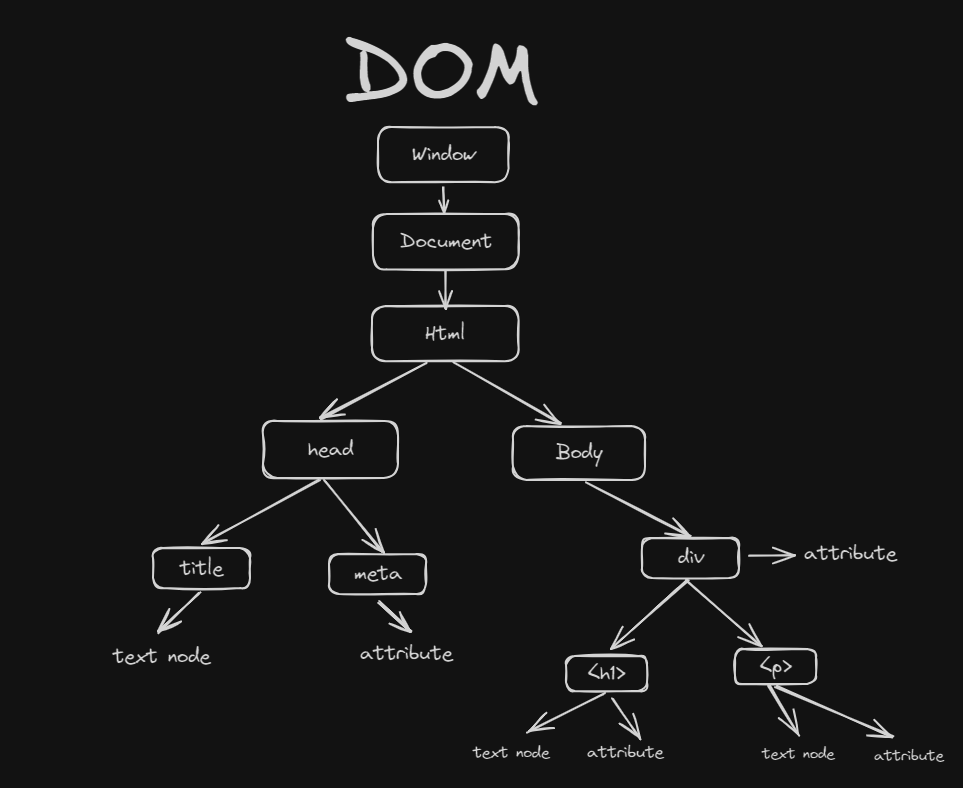 DOM
Window
Document
Html
head
Body
title
meta
div
attribute
text node
attribute
<h1>
<p>
text node
attribute
text node
attribute